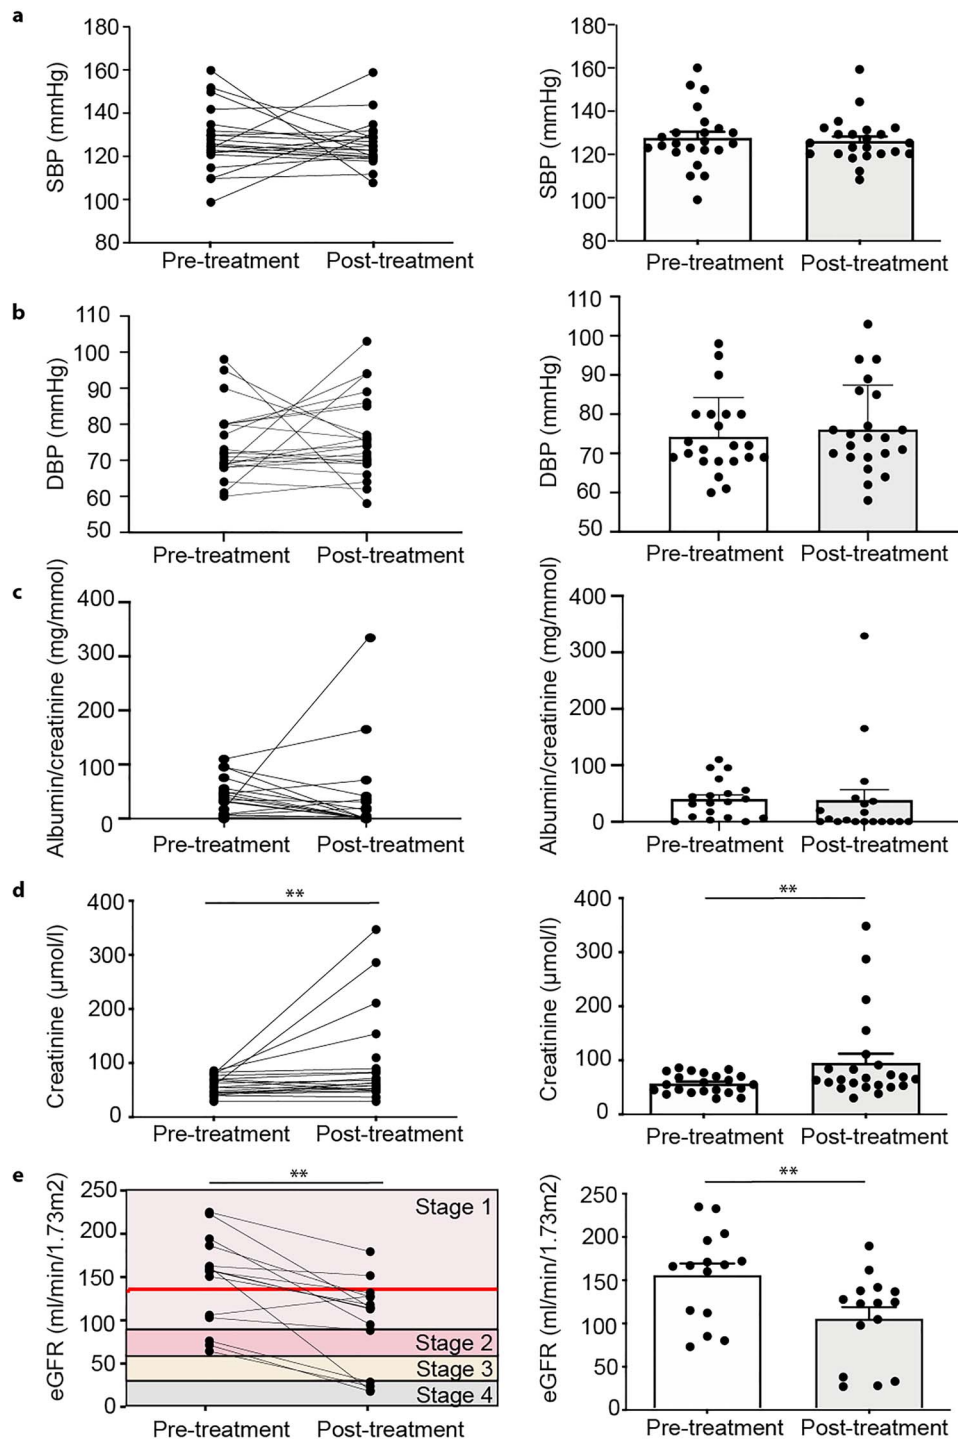 a
SBP (mmHg)
180
160
140
120
100
80
Pre-treatment Post-treatment
SBP (mmHg)
180
160
140
120
100
80
Pre-treatment Post-treatment
b
DBP (mmHg)
110
100
90
80
70
60
50
Pre-treatment Post-treatment
DBP (mmHg)
110
100
90
80
70
60
50
Pre-treatment Post-treatment
c
Albumin/creatinine (mg/mmol)
400
300
200
100
0
Pre-treatment Post-treatment
Albumin/creatinine (mg/mmol)
400
300
200
100
0
Pre-treatment Post-treatment
d
Creatinine (µmol/l)
400
300
200
100
0
**
Pre-treatment Post-treatment
Creatinine (µmol/l)
400
300
200
100
0
**
Pre-treatment Post-treatment
e
eGFR (ml/min/1.73m2)
250
200
150
100
50
0
**
Stage 1
Stage 2
Stage 3
Stage 4
Pre-treatment Post-treatment
eGFR (ml/min/1.73m2)
250
200
150
100
50
0
**
Pre-treatment Post-treatment